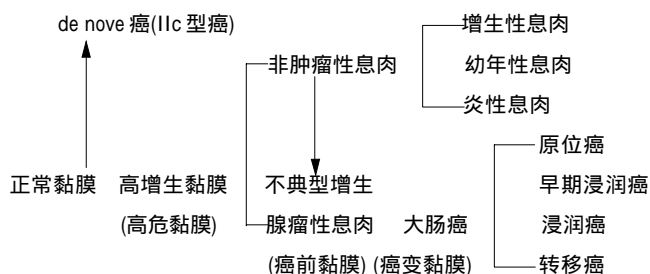 de nove 癌(IIc 型癌)
增生性息肉
非肿瘤性息肉
幼年性息肉
炎性息肉
原位癌
正常黏膜 高增生黏膜 不典型增生
早期浸润癌
(高危黏膜) 腺瘤性息肉 大肠癌
浸润癌
(癌前黏膜) (癌变黏膜)
转移癌